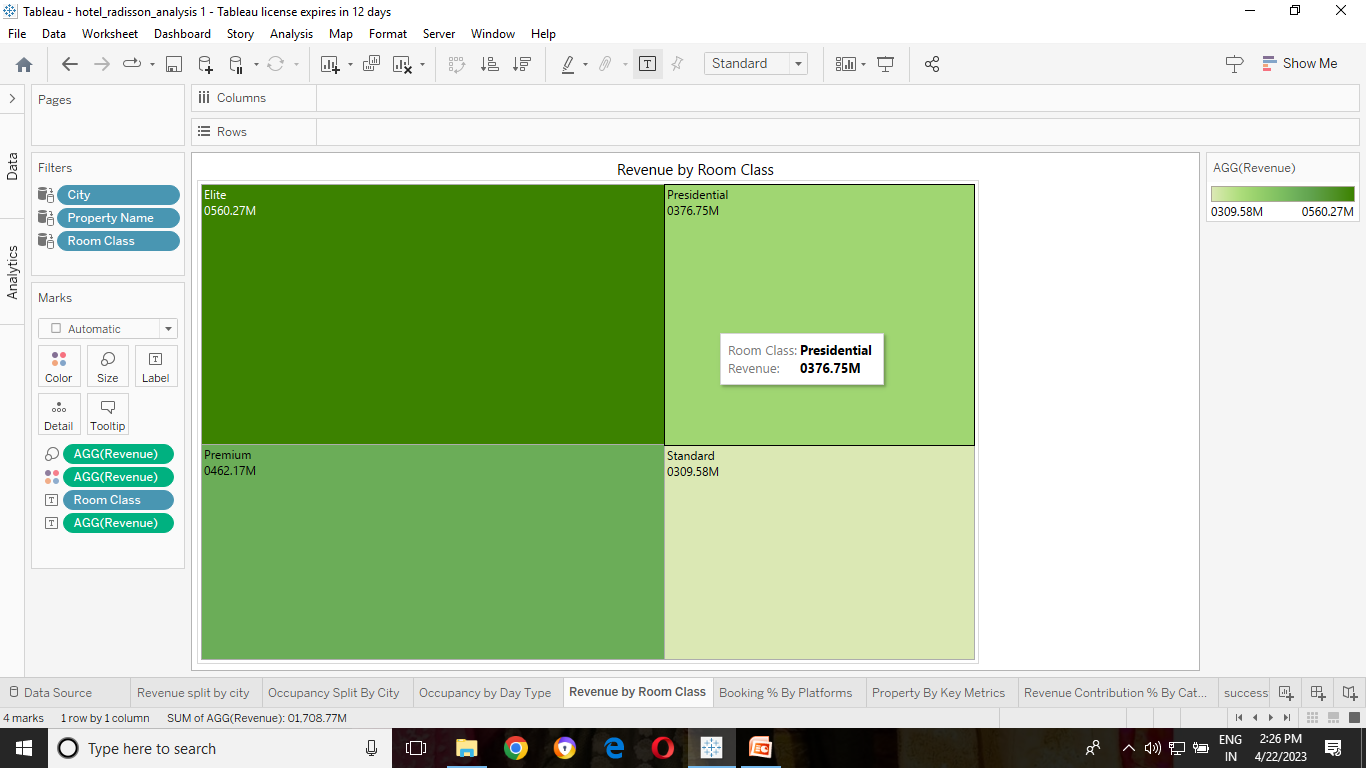 Tableau - hotel_radisson_analysis 1 - Tableau license expires in 12 days
File Data Worksheet Dashboard Story Analysis Map Format Server Window Help
Standard
Show Me
Pages
Columns
Rows
Data
Analytics
Filters
City
Property Name
Room Class
Marks
Automatic
Color Size Label
Detail Tooltip
AGG(Revenue)
AGG(Revenue)
Room Class
AGG(Revenue)
Revenue by Room Class
Elite
0560.27M
Presidential
0376.75M
Room Class: Presidential
Revenue: 0376.75M
Premium
0462.17M
Standard
0309.58M
AGG(Revenue)
0309.58M 0560.27M
Data Source Revenue split by city Occupancy Split By City Occupancy by Day Type Revenue by Room Class Booking % By Platforms Property By Key Metrics Revenue Contribution % By Cat... success
4 marks 1 row by 1 column SUM of AGG(Revenue): 01,708.77M
Type here to search
ENG
IN
2:26 PM
4/22/2023